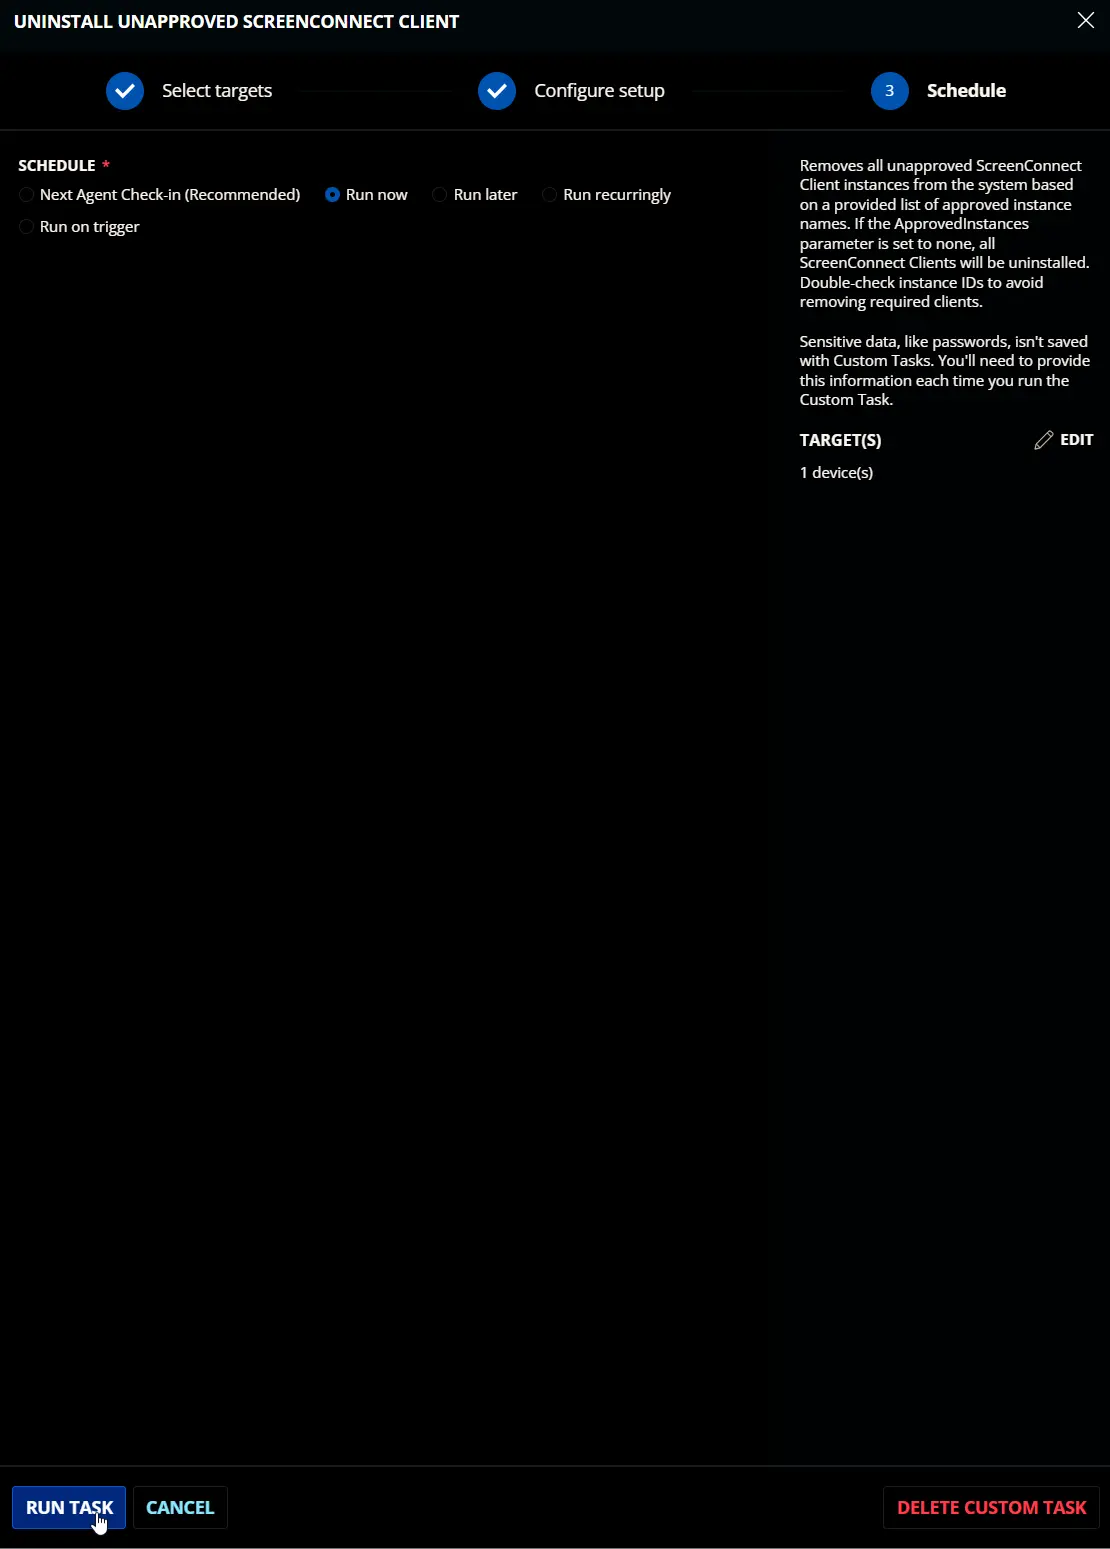 UNINSTALL UNAPPROVED SCREENCONNECT CLIENT
Select targets
Configure setup
3 Schedule
SCHEDULE *
Next Agent Check-in (Recommended) Run now Run later Run recurringly
Run on trigger
Removes all unapproved ScreenConnect
Client instances from the system based
on a provided list of approved instance
names. If the ApprovedInstances
parameter is set to none, all
ScreenConnect Clients will be uninstalled.
Double-check instance IDs to avoid
removing required clients.
Sensitive data, like passwords, isn't saved
with Custom Tasks. You'll need to provide
this information each time you run the
Custom Task.
TARGET(S) EDIT
1 device(s)
RUN TASK CANCEL DELETE CUSTOM TASK